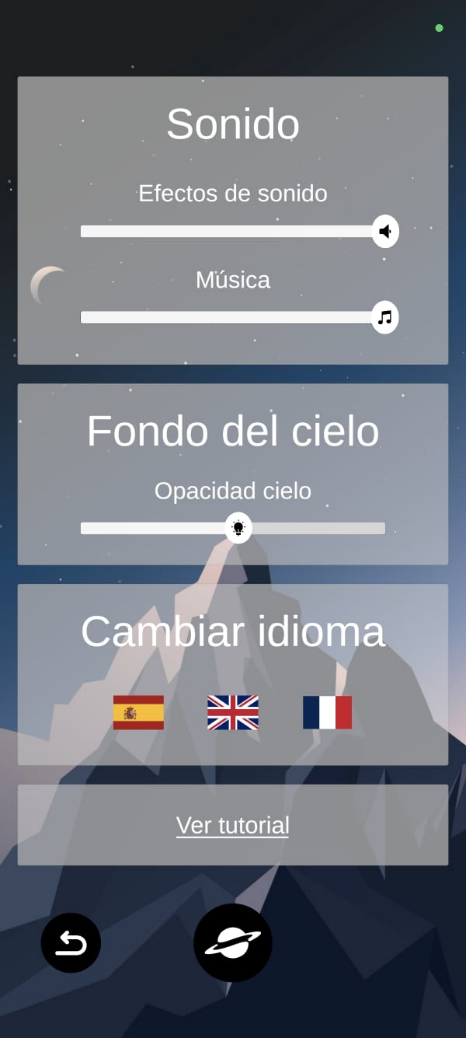 Sonido
Efectos de sonido
Música
Fondo del cielo
Opacidad cielo
Cambiar idioma
Ver tutorial